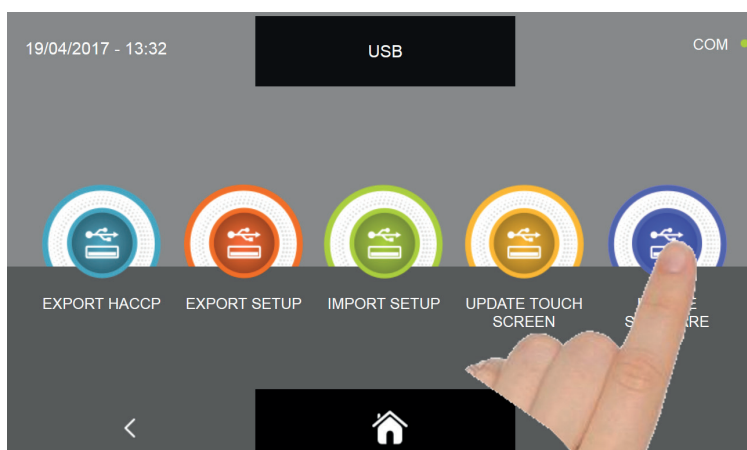 19/04/2017 - 13:32
USB
COM
EXPORT HACCP
EXPORT SETUP
IMPORT SETUP
UPDATE TOUCH
SCREEN